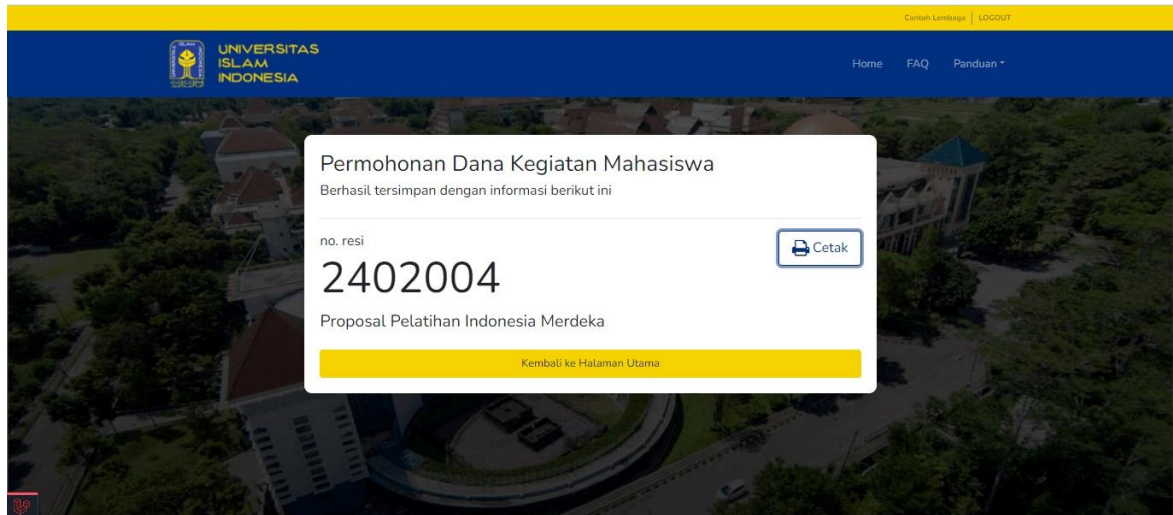 Contoh Lembaga | LOGOUT
UNIVERSITAS
ISLAM
INDONESIA
Home FAQ Panduan
Permohonan Dana Kegiatan Mahasiswa
Berhasil tersimpan dengan informasi berikut ini
no. resi
Cetak
2402004
Proposal Pelatihan Indonesia Merdeka
Kembali ke Halaman Utama